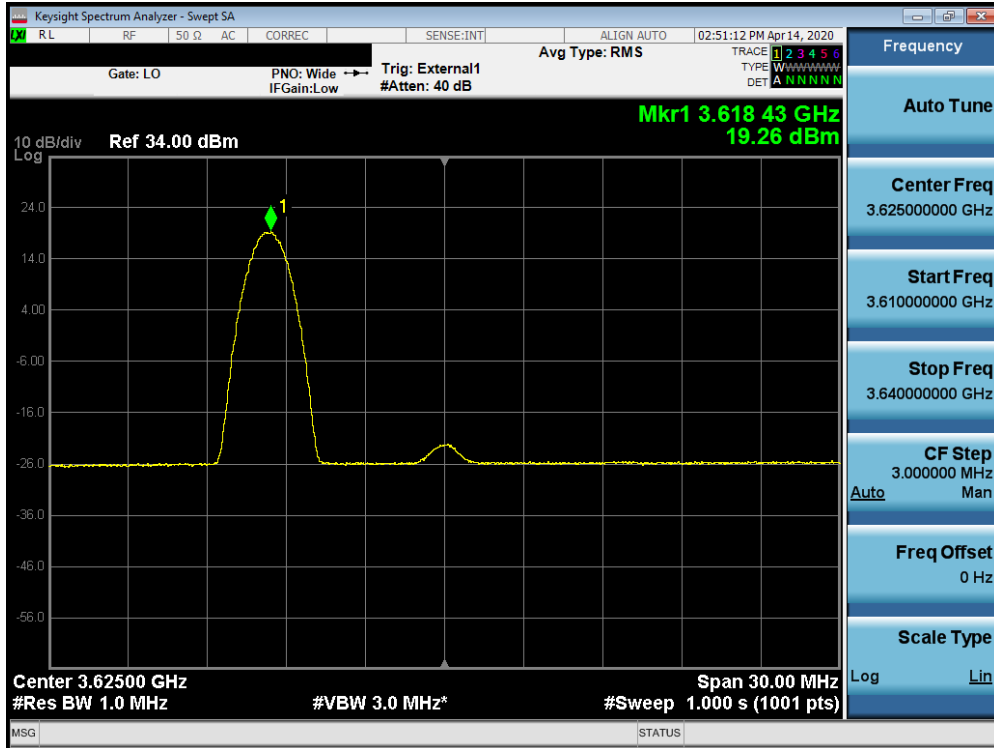 Keysight Spectrum Analyzer - Swept SA
LXI RL RF 50 Ω AC CORREC SENSE:INT ALIGN AUTO 02:51:12 PM Apr 14, 2020
Frequency
Gate: LO
PNO: Wide
IFGain:Low
Trig: External1
#Atten: 40 dB
Avg Type: RMS
TRACE 1 2 3 4 5 6
TYPE WWWWWW
DET A N N N N N
Mkr1 3.618 43 GHz
19.26 dBm
10 dB/div Ref 34.00 dBm
Log
1
24.0
14.0
4.00
-6.00
-16.0
-26.0
-36.0
-46.0
-56.0
Center 3.62500 GHz
Span 30.00 MHz
#Res BW 1.0 MHz
#VBW 3.0 MHz*
#Sweep 1.000 s (1001 pts)
MSG
STATUS
Auto Tune
Center Freq
3.625000000 GHz
Start Freq
3.610000000 GHz
Stop Freq
3.640000000 GHz
CF Step
3.000000 MHz
Auto Man
Freq Offset
0 Hz
Scale Type
Log Lin